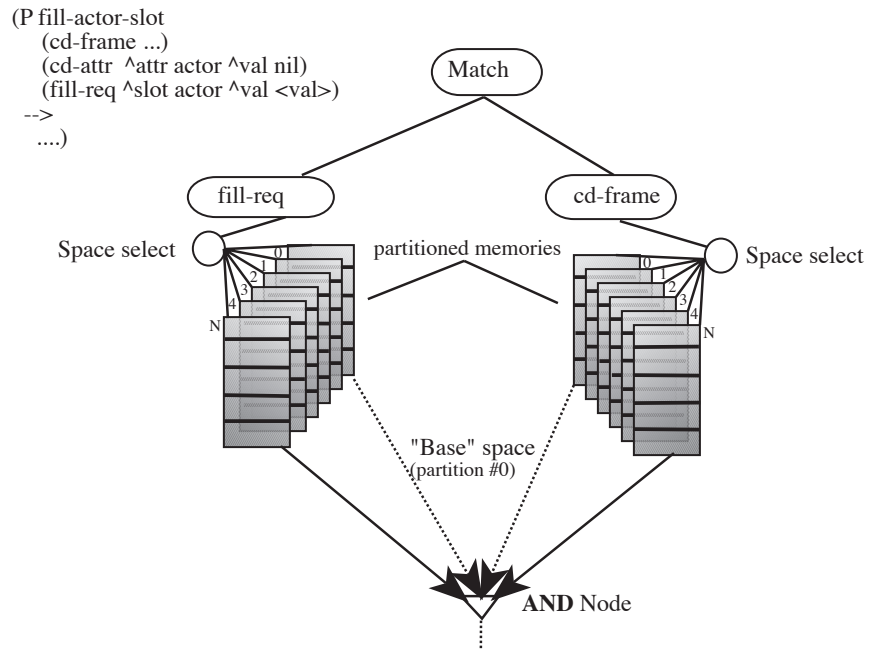 (P fill-actor-slot
(cd-frame ...)
(cd-attr ^attr actor ^val nil)
(fill-req ^slot actor ^val <val>)
-->
....)
Match
fill-req
cd-frame
Space select
partitioned memories
Space select
0
1
2
3
4
N
0
1
2
3
4
N
"Base" space
(partition #0)
AND Node